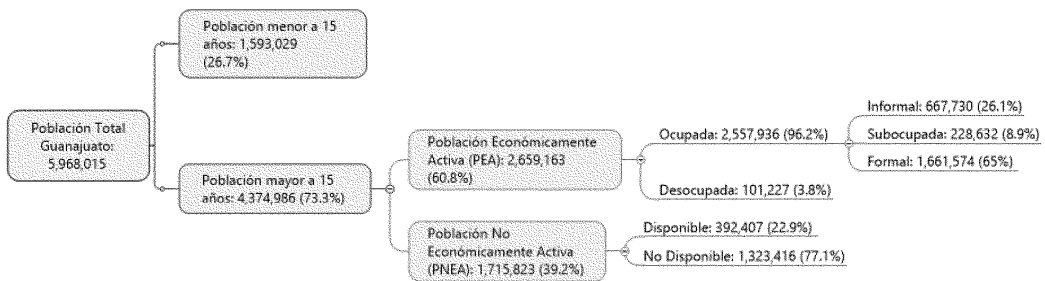 Población Total
Guanajuato:
5,968,015
Población menor a 15
años: 1,593,029
(26.7%)
Población mayor a 15
años: 4,374,986 (73.3%)
Población Económicamente
Activa (PEA): 2,659,163
(60.8%)
Ocupada: 2,557,936 (96.2%)
Informal: 667,730 (26.1%)
Subocupada: 228,632 (8.9%)
Formal: 1,661,574 (65%)
Desocupada: 101,227 (3.8%)
Población No
Económicamente Activa
(PNEA): 1,715,823 (39.2%)
Disponible: 392,407 (22.9%)
No Disponible: 1,323,416 (77.1%)